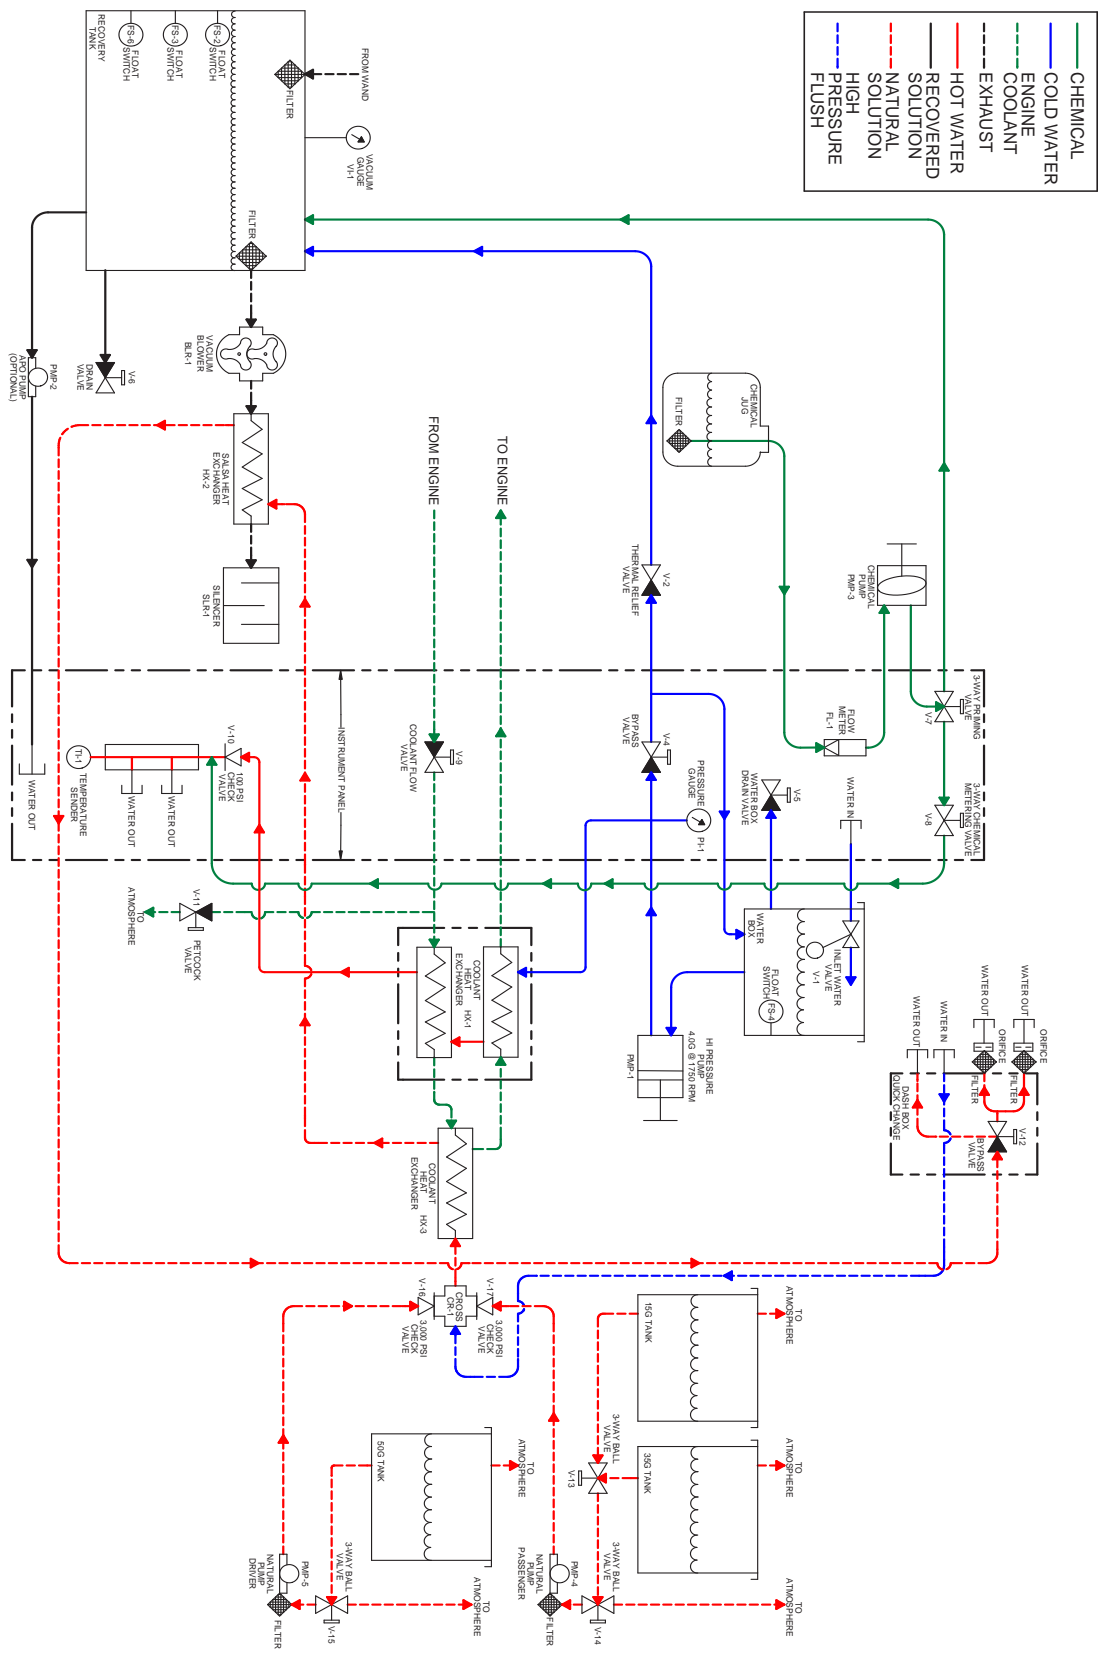 CHEMICAL
COLD WATER
ENGINE
COOLANT
EXHAUST
HOT WATER
RECOVERED
SOLUTION
NATURAL
SOLUTION
HIGH
PRESSURE
FLUSH
RECOVERY
TANK
FS-6
FLOAT
SWITCH
FS-3
FLOAT
SWITCH
FS-2
FLOAT
SWITCH
FROM WAND
FILTER
VACUUM
GAUGE
VI-1
FILTER
VACUUM
BLOWER
BLR-1
PMP-2
APO PUMP
(OPTIONAL)
V-6
DRAIN
VALVE
SALSA HEAT
EXCHANGER
HX-2
SILENCER
SLR-1
FROM ENGINE
TO ENGINE
CHEMICAL
JUG
FILTER
V-2
THERMAL RELIEF
VALVE
CHEMICAL
PUMP
PMP-3
3-WAY PRIMING
VALVE
V-7
FLOW
METER
FL-1
3-WAY CHEMICAL
METERING VALVE
V-8
WATER IN
V-5
WATER BOX
DRAIN VALVE
PRESSURE
GAUGE
PI-1
V-4
BYPASS
VALVE
V-9
COOLANT FLOW
VALVE
INSTRUMENT PANEL
V-10
100 PSI
CHECK
VALVE
WATER OUT
WATER OUT
TI-1
TEMPERATURE
SENDER
WATER OUT
V-11
PETCOCK
VALVE
TO
ATMOSPHERE
COOLANT
HEAT
EXCHANGER
HX-1
WATER
BOX
INLET WATER
VALVE
V-1
FLOAT
SWITCH
FS-4
HI PRESSURE
PUMP
4.0G @ 1750 RPM
PMP-1
WATER OUT
WATER IN
WATER OUT
WATER OUT
ORIFICE
ORIFICE
FILTER
FILTER
DASH BOX
QUICK CHANGE
V-12
BYPASS
VALVE
COOLANT
HEAT
EXCHANGER
HX-3
V-16
3,000 PSI
CHECK
VALVE
CROSS
CR-1
V-17
3,000 PSI
CHECK
VALVE
15G TANK
TO
ATMOSPHERE
35G TANK
TO
ATMOSPHERE
3-WAY BALL
VALVE
V-13
50G TANK
TO
ATMOSPHERE
3-WAY BALL
VALVE
V-14
TO
ATMOSPHERE
PMP-4
NATURAL
PUMP
PASSENGER
FILTER
3-WAY BALL
VALVE
V-15
TO
ATMOSPHERE
PMP-5
NATURAL
PUMP
DRIVER
FILTER